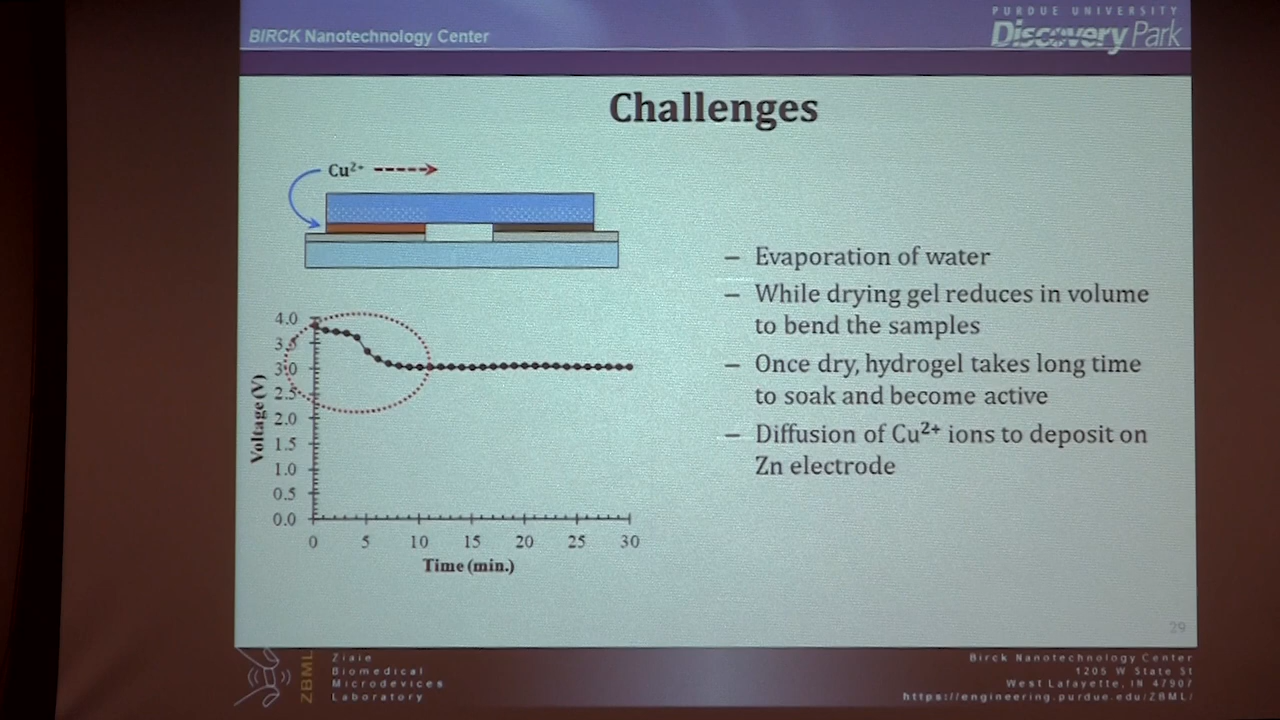 BIRCK Nanotechnology Center
PURDUE UNIVERSITY
Discovery Park
Challenges
Cu²⁺
– Evaporation of water
– While drying gel reduces in volume
to bend the samples
– Once dry, hydrogel takes long time
to soak and become active
– Diffusion of Cu²⁺ ions to deposit on
Zn electrode
Voltage (V)
4.0
3.5
3.0
2.5
2.0
1.5
1.0
0.5
0.0
0 5 10 15 20 25 30
Time (min.)
29
ZBML
Ziaie
Biomedical
Microdevices
Laboratory
Birck Nanotechnology Center
1205 W State St
West Lafayette, IN 47907
https://engineering.purdue.edu/ZBML/